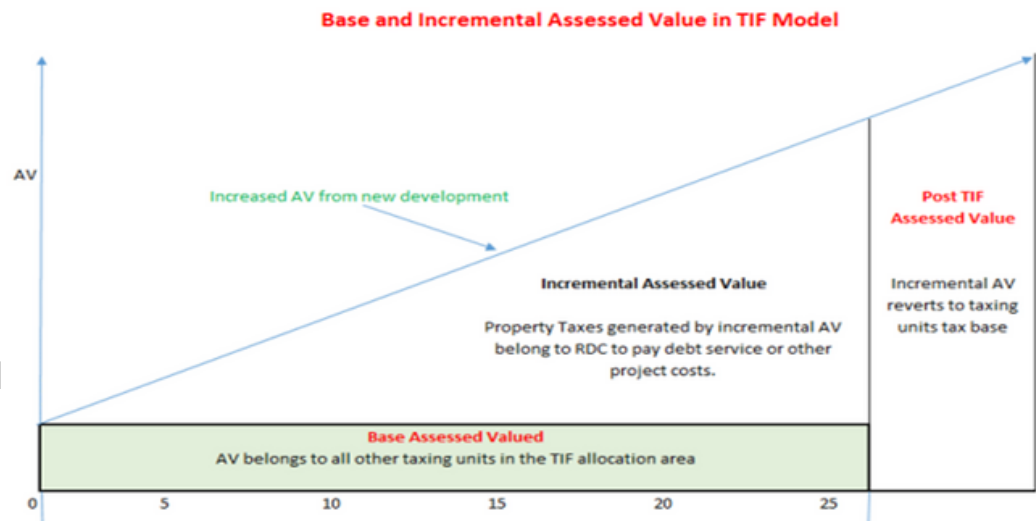 Base and Incremental Assessed Value in TIF Model
AV
Increased AV from new development
Post TIF
Assessed Value
Incremental Assessed Value
Incremental AV
reverts to taxing
units tax base
Property Taxes generated by incremental AV
belong to RDC to pay debt service or other
project costs.
Base Assessed Valued
AV belongs to all other taxing units in the TIF allocation area
0 5 10 15 20 25